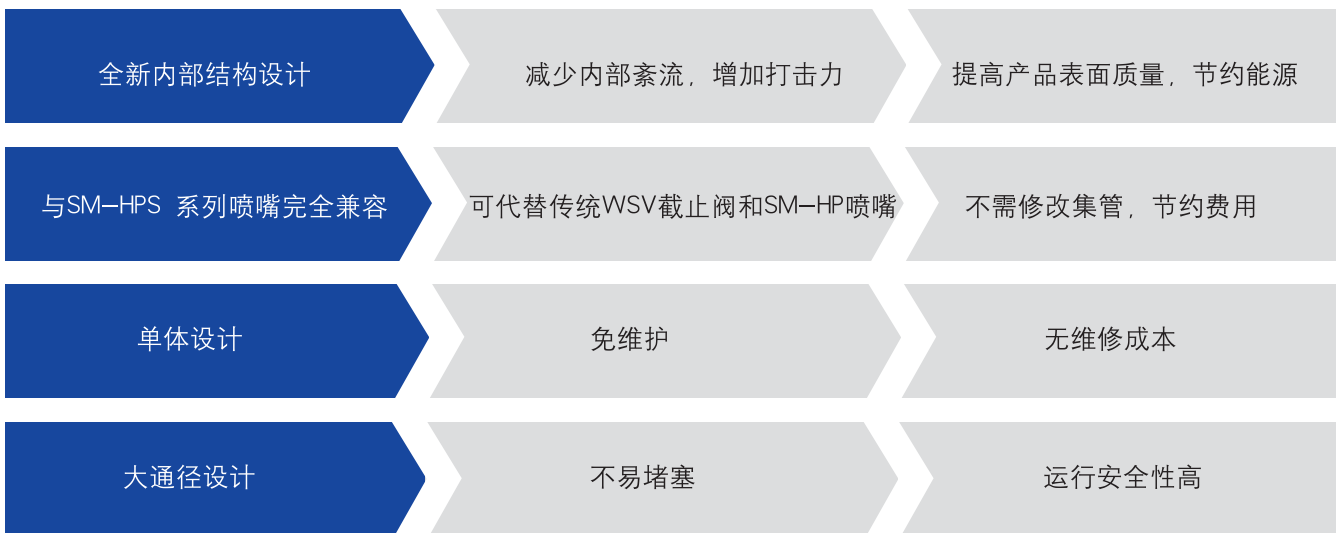 全新内部结构设计
减少内部紊流，增加打击力
提高产品表面质量，节约能源
与SM-HPS 系列喷嘴完全兼容
可代替传统WSV截止阀和SM-HP喷嘴
不需修改集管，节约费用
单体设计
免维护
无维修成本
大通径设计
不易堵塞
运行安全性高